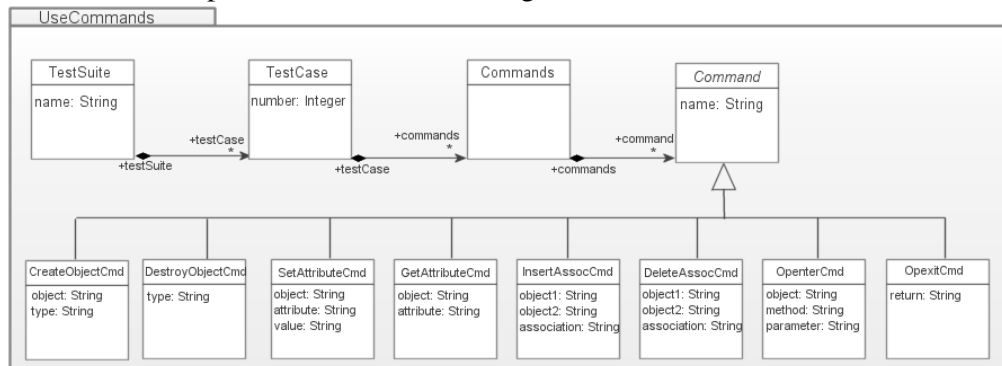 UseCommands
TestSuite
name: String
TestCase
number: Integer
Commands
Command
name: String
+testCase
*
+testSuite
+commands
*
+testCase
+command
*
+commands
CreateObjectCmd
object: String
type: String
DestroyObjectCmd
type: String
SetAttributeCmd
object: String
attribute: String
value: String
GetAttributeCmd
object: String
attribute: String
InsertAssocCmd
object1: String
object2: String
association: String
DeleteAssocCmd
object1: String
object2: String
association: String
OpenterCmd
object: String
method: String
parameter: String
OpexitCmd
return: String